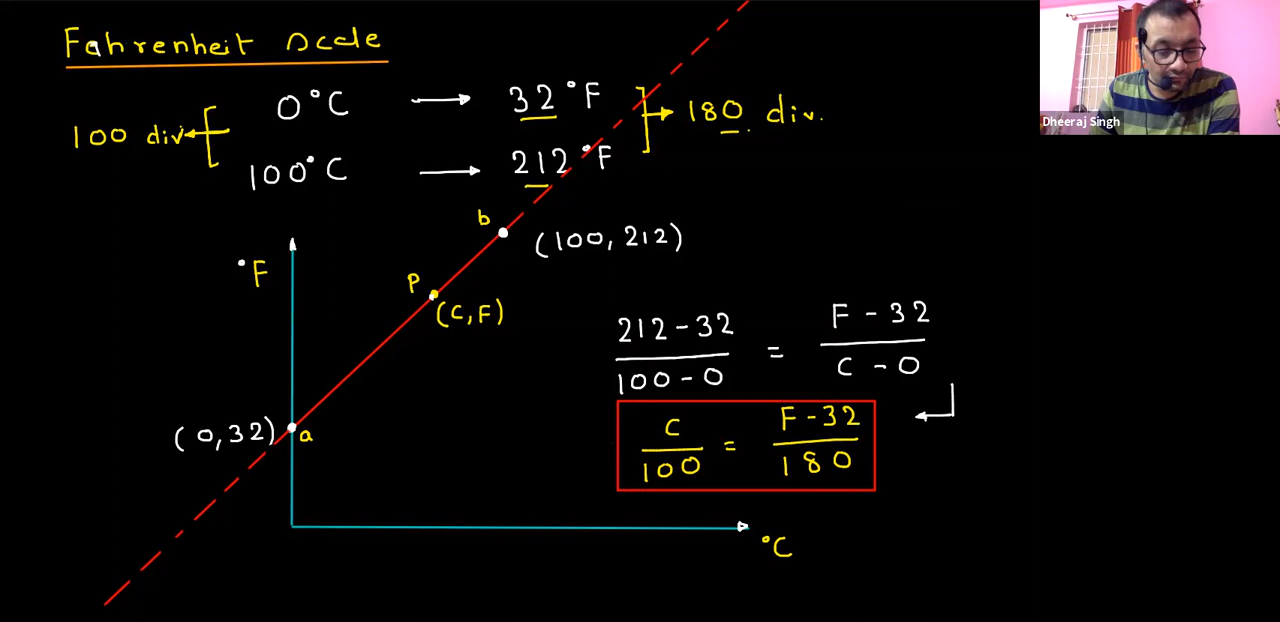 Fahrenheit scale
0°C → 32°F
100 div
180 div.
100°C → 212°F
Dheeraj Singh
b
(100, 212)
°F
P
(C, F)
212 - 32 / 100 - 0 = F - 32 / C - 0
(0, 32)
a
C / 100 = F - 32 / 180
°C